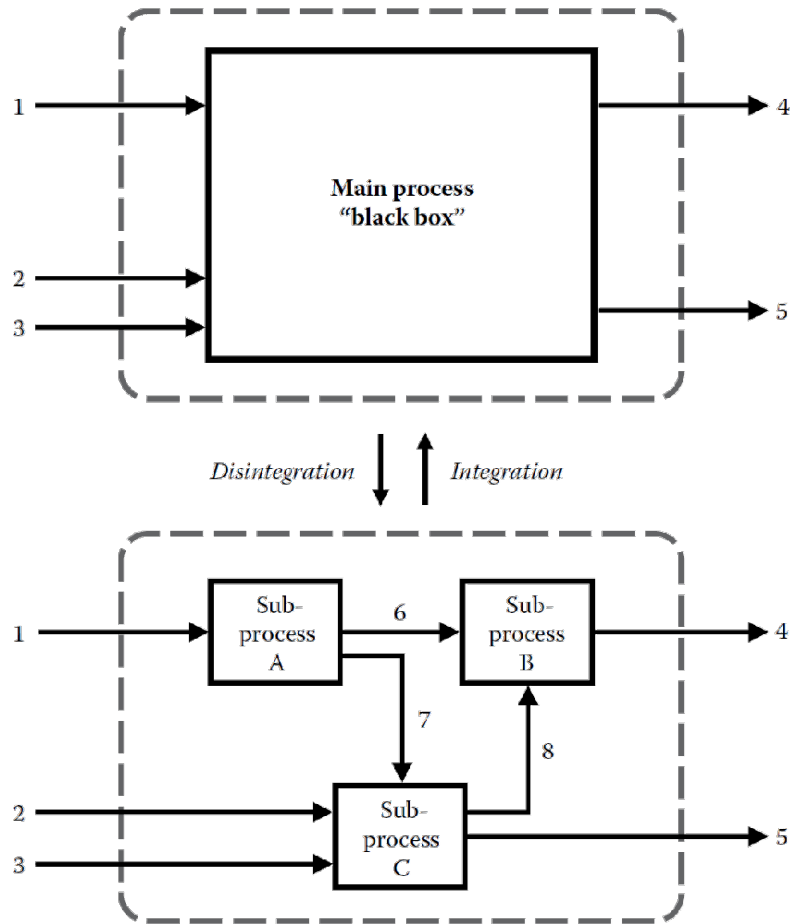 1
4
Main process
“black box”
2
3
5
Disintegration
Integration
1
Sub-
process
A
6
Sub-
process
B
4
7
8
2
Sub-
process
C
5
3